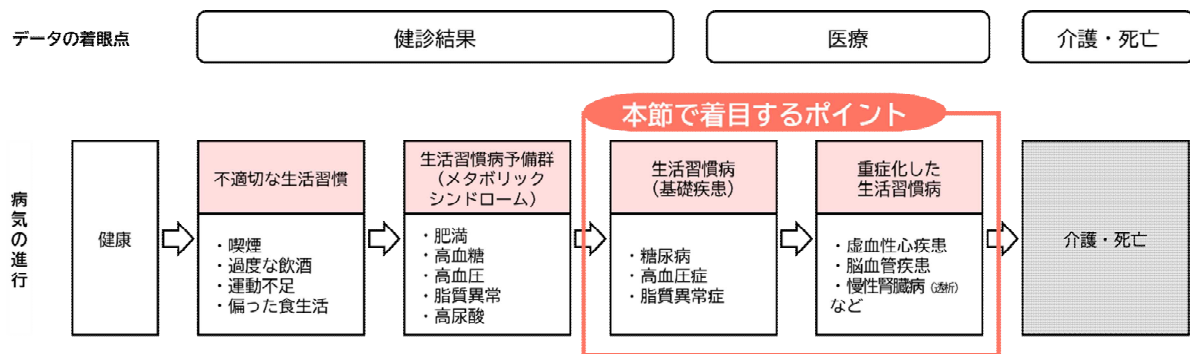 データの着眼点
健診結果
医療
介護・死亡
本節で着目するポイント
病気の進行
健康
不適切な生活習慣
・喫煙
・過度な飲酒
・運動不足
・偏った食生活
生活習慣病予備群
（メタボリック
シンドローム）
・肥満
・高血糖
・高血圧
・脂質異常
・高尿酸
生活習慣病
（基礎疾患）
・糖尿病
・高血圧症
・脂質異常症
重症化した
生活習慣病
・虚血性心疾患
・脳血管疾患
・慢性腎臓病（透析）
など
介護・死亡